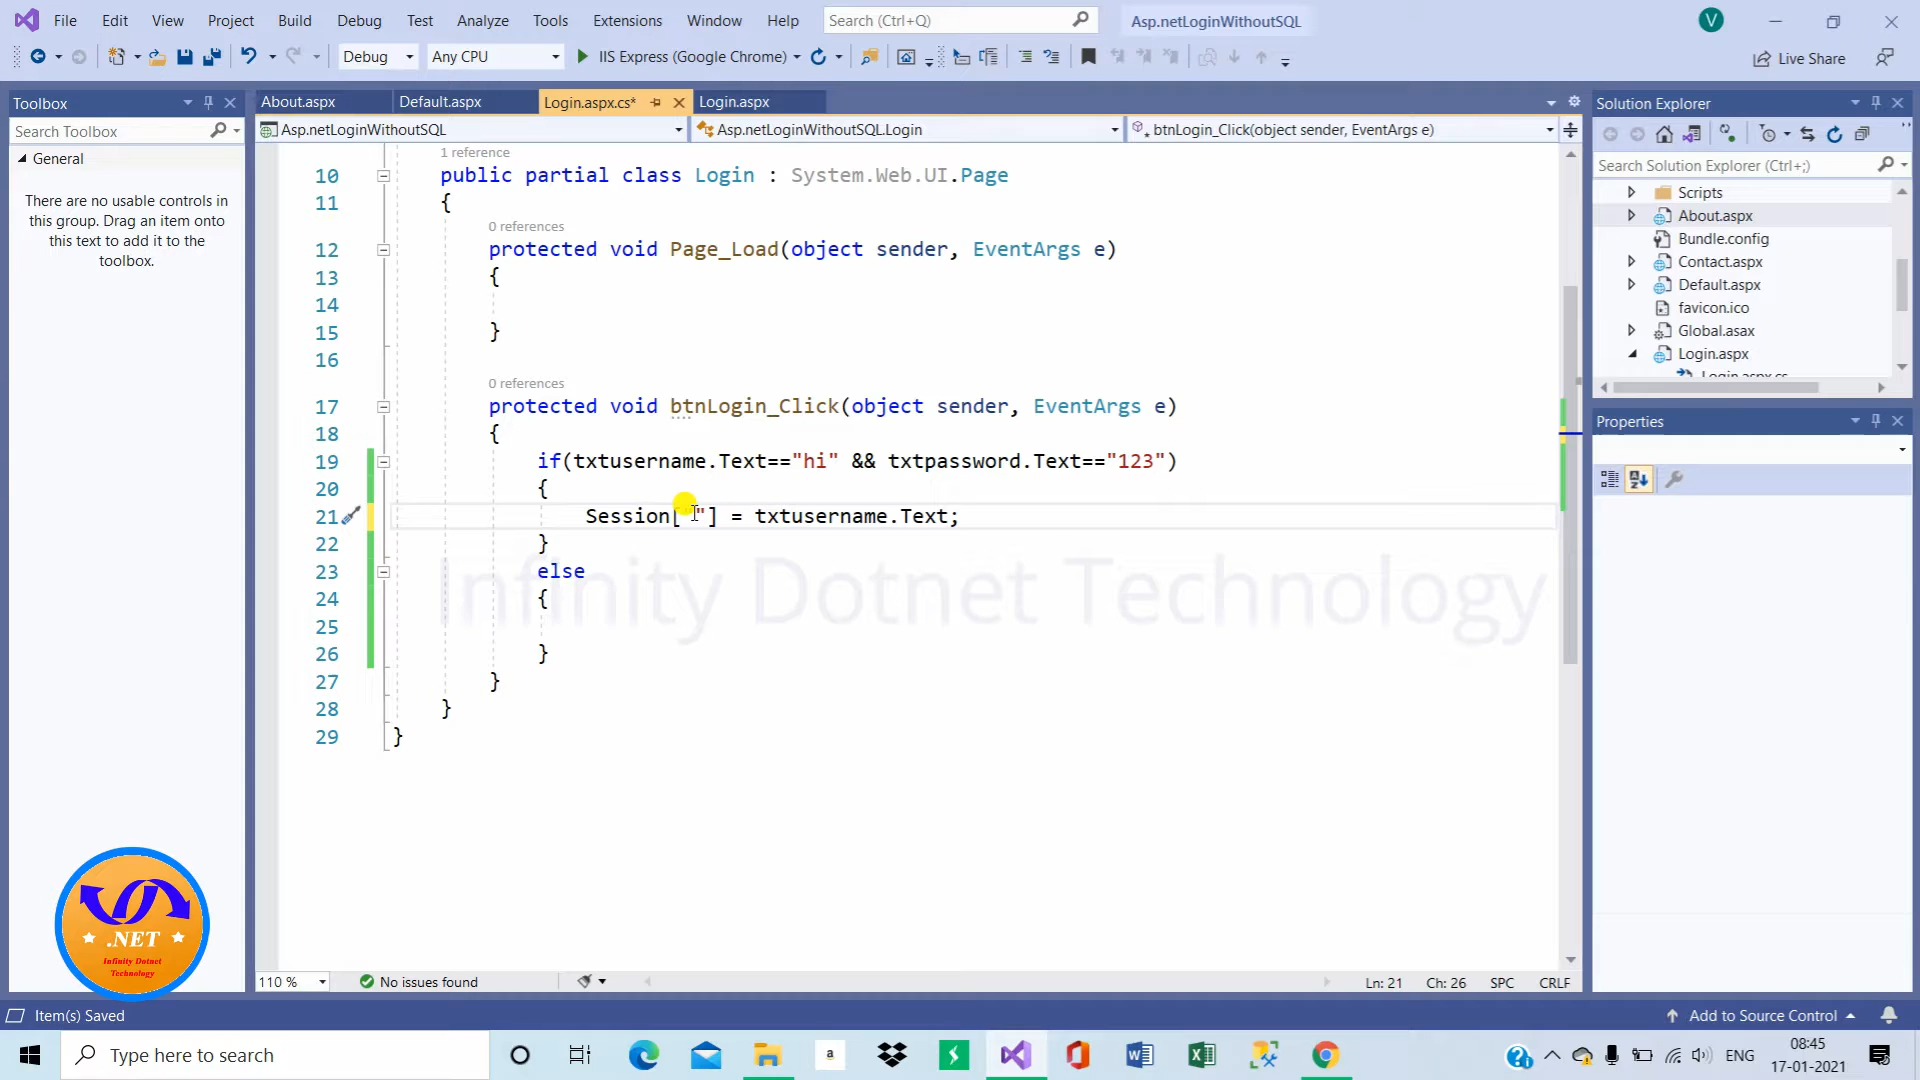 File Edit View Project Build Debug Test Analyze Tools Extensions Window Help Search (Ctrl+Q) Asp.netLoginWithoutSQL V
Debug Any CPU IIS Express (Google Chrome) Live Share
Toolbox
Search Toolbox
General
There are no usable controls in
this group. Drag an item onto
this text to add it to the
toolbox.
About.aspx Default.aspx Login.aspx.cs* Login.aspx
Asp.netLoginWithoutSQL Asp.netLoginWithoutSQL.Login btnLogin_Click(object sender, EventArgs e)
1 reference
10 public partial class Login : System.Web.UI.Page
11 {
0 references
12 protected void Page_Load(object sender, EventArgs e)
13 {
14
15 }
16
0 references
17 protected void btnLogin_Click(object sender, EventArgs e)
18 {
19 if(txtusername.Text=="hi" && txtpassword.Text=="123")
20 {
21 Session[""] = txtusername.Text;
22 }
23 else
24 {
25
26 }
27 }
28 }
29 }
Infinity Dotnet Technology
110 % No issues found Ln: 21 Ch: 26 SPC CRLF
Solution Explorer
Search Solution Explorer (Ctrl+;)
Scripts
About.aspx
Bundle.config
Contact.aspx
Default.aspx
favicon.ico
Global.asax
Login.aspx
Login.aspx.cs
Properties
.NET
Infinity Dotnet
Technology
Item(s) Saved Add to Source Control
Type here to search a ENG 08:45
17-01-2021